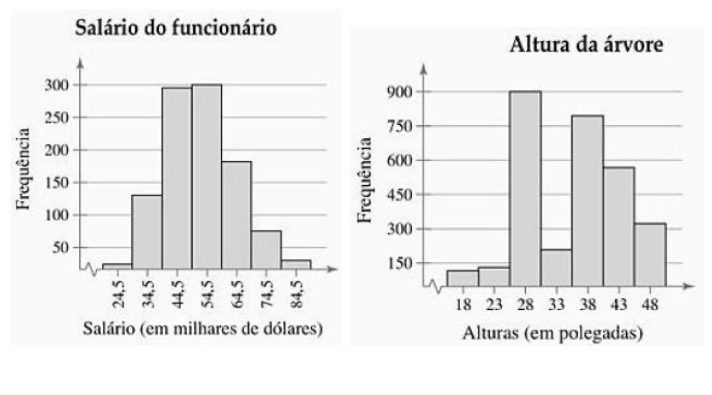 Salário do funcionário
Frequência
300
250
200
150
100
50
24,5 34,5 44,5 54,5 64,5 74,5 84,5
Salário (em milhares de dólares)
Altura da árvore
Frequência
900
750
600
450
300
150
18 23 28 33 38 43 48
Alturas (em polegadas)